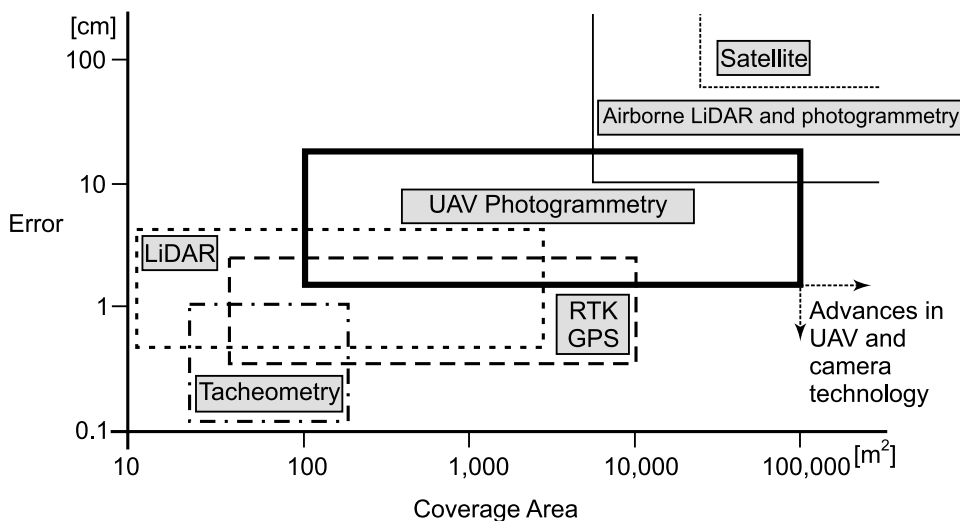 [cm]
100
Satellite
Airborne LiDAR and photogrammetry
10
UAV Photogrammetry
Error
LiDAR
1
RTK
GPS
Advances in
UAV and
camera
technology
Tacheometry
0.1
10
100
1,000
10,000
100,000
[m²]
Coverage Area